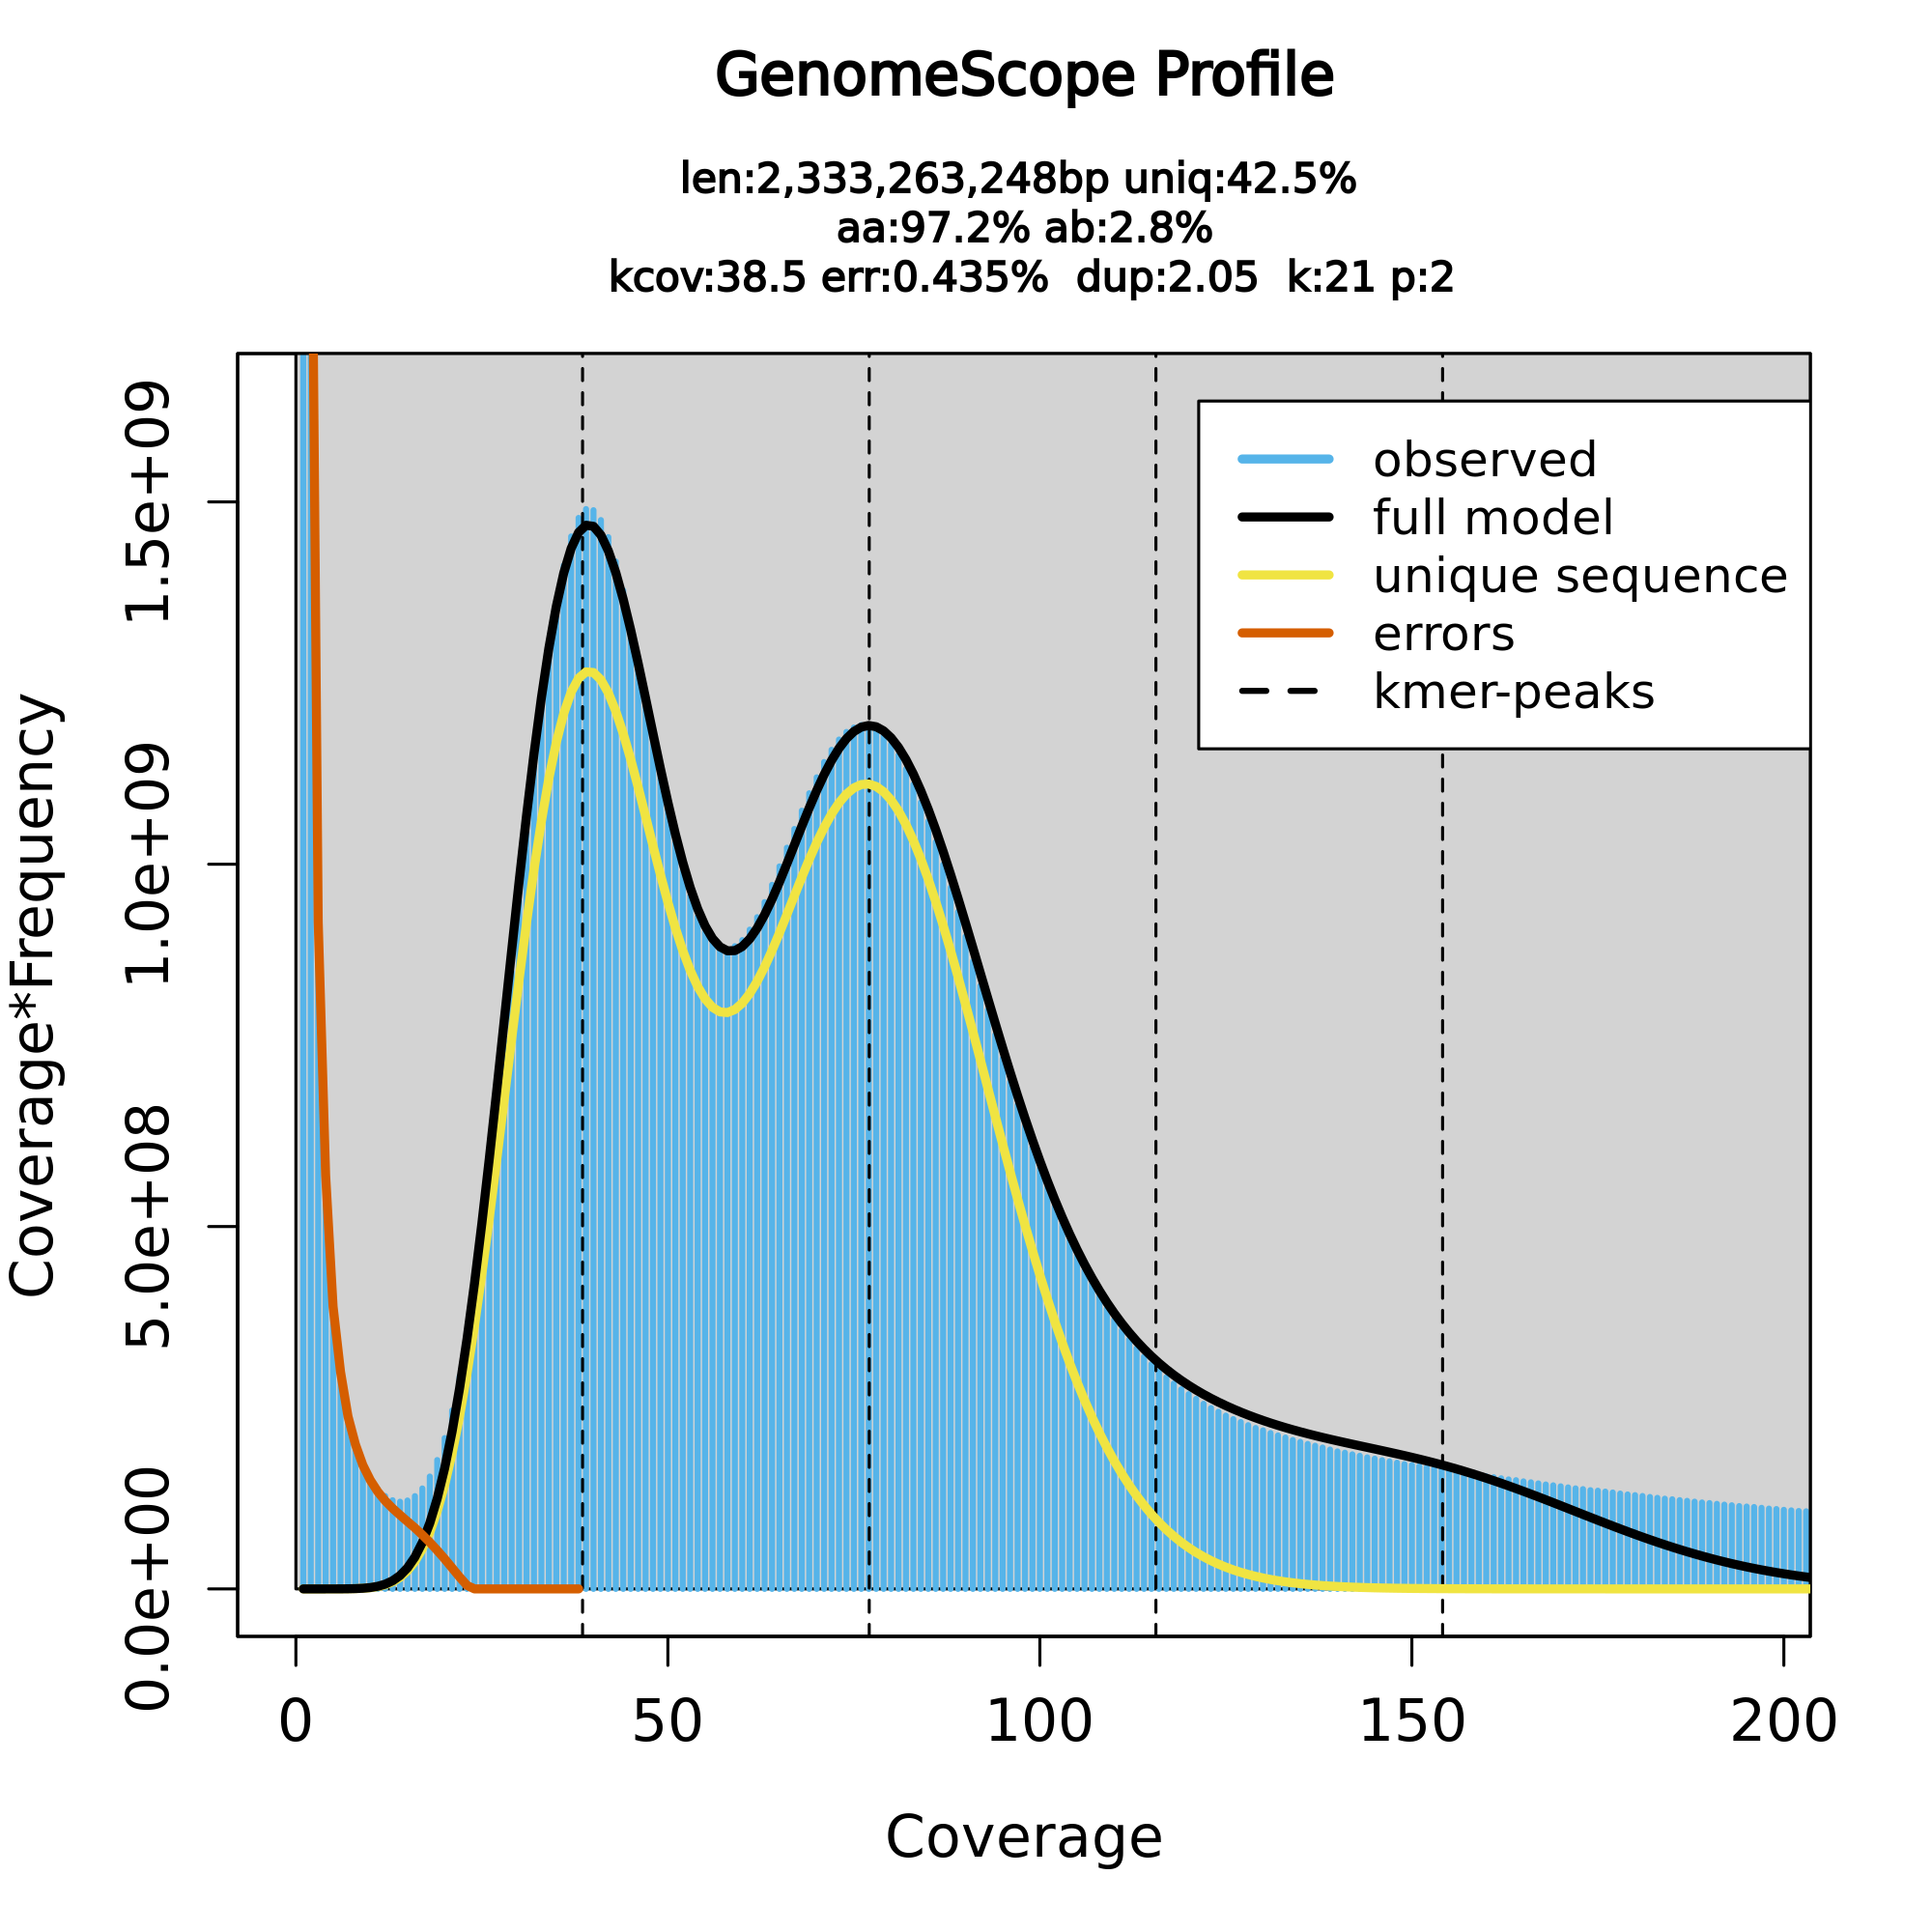 GenomeScope Profile
len:2,333,263,248bp uniq:42.5%
aa:97.2% ab:2.8%
kcov:38.5 err:0.435% dup:2.05 k:21 p:2
observed
full model
unique sequence
errors
kmer-peaks
Coverage*Frequency
1.5e+09
1.0e+09
5.0e+08
0.0e+00
0 50 100 150 200
Coverage